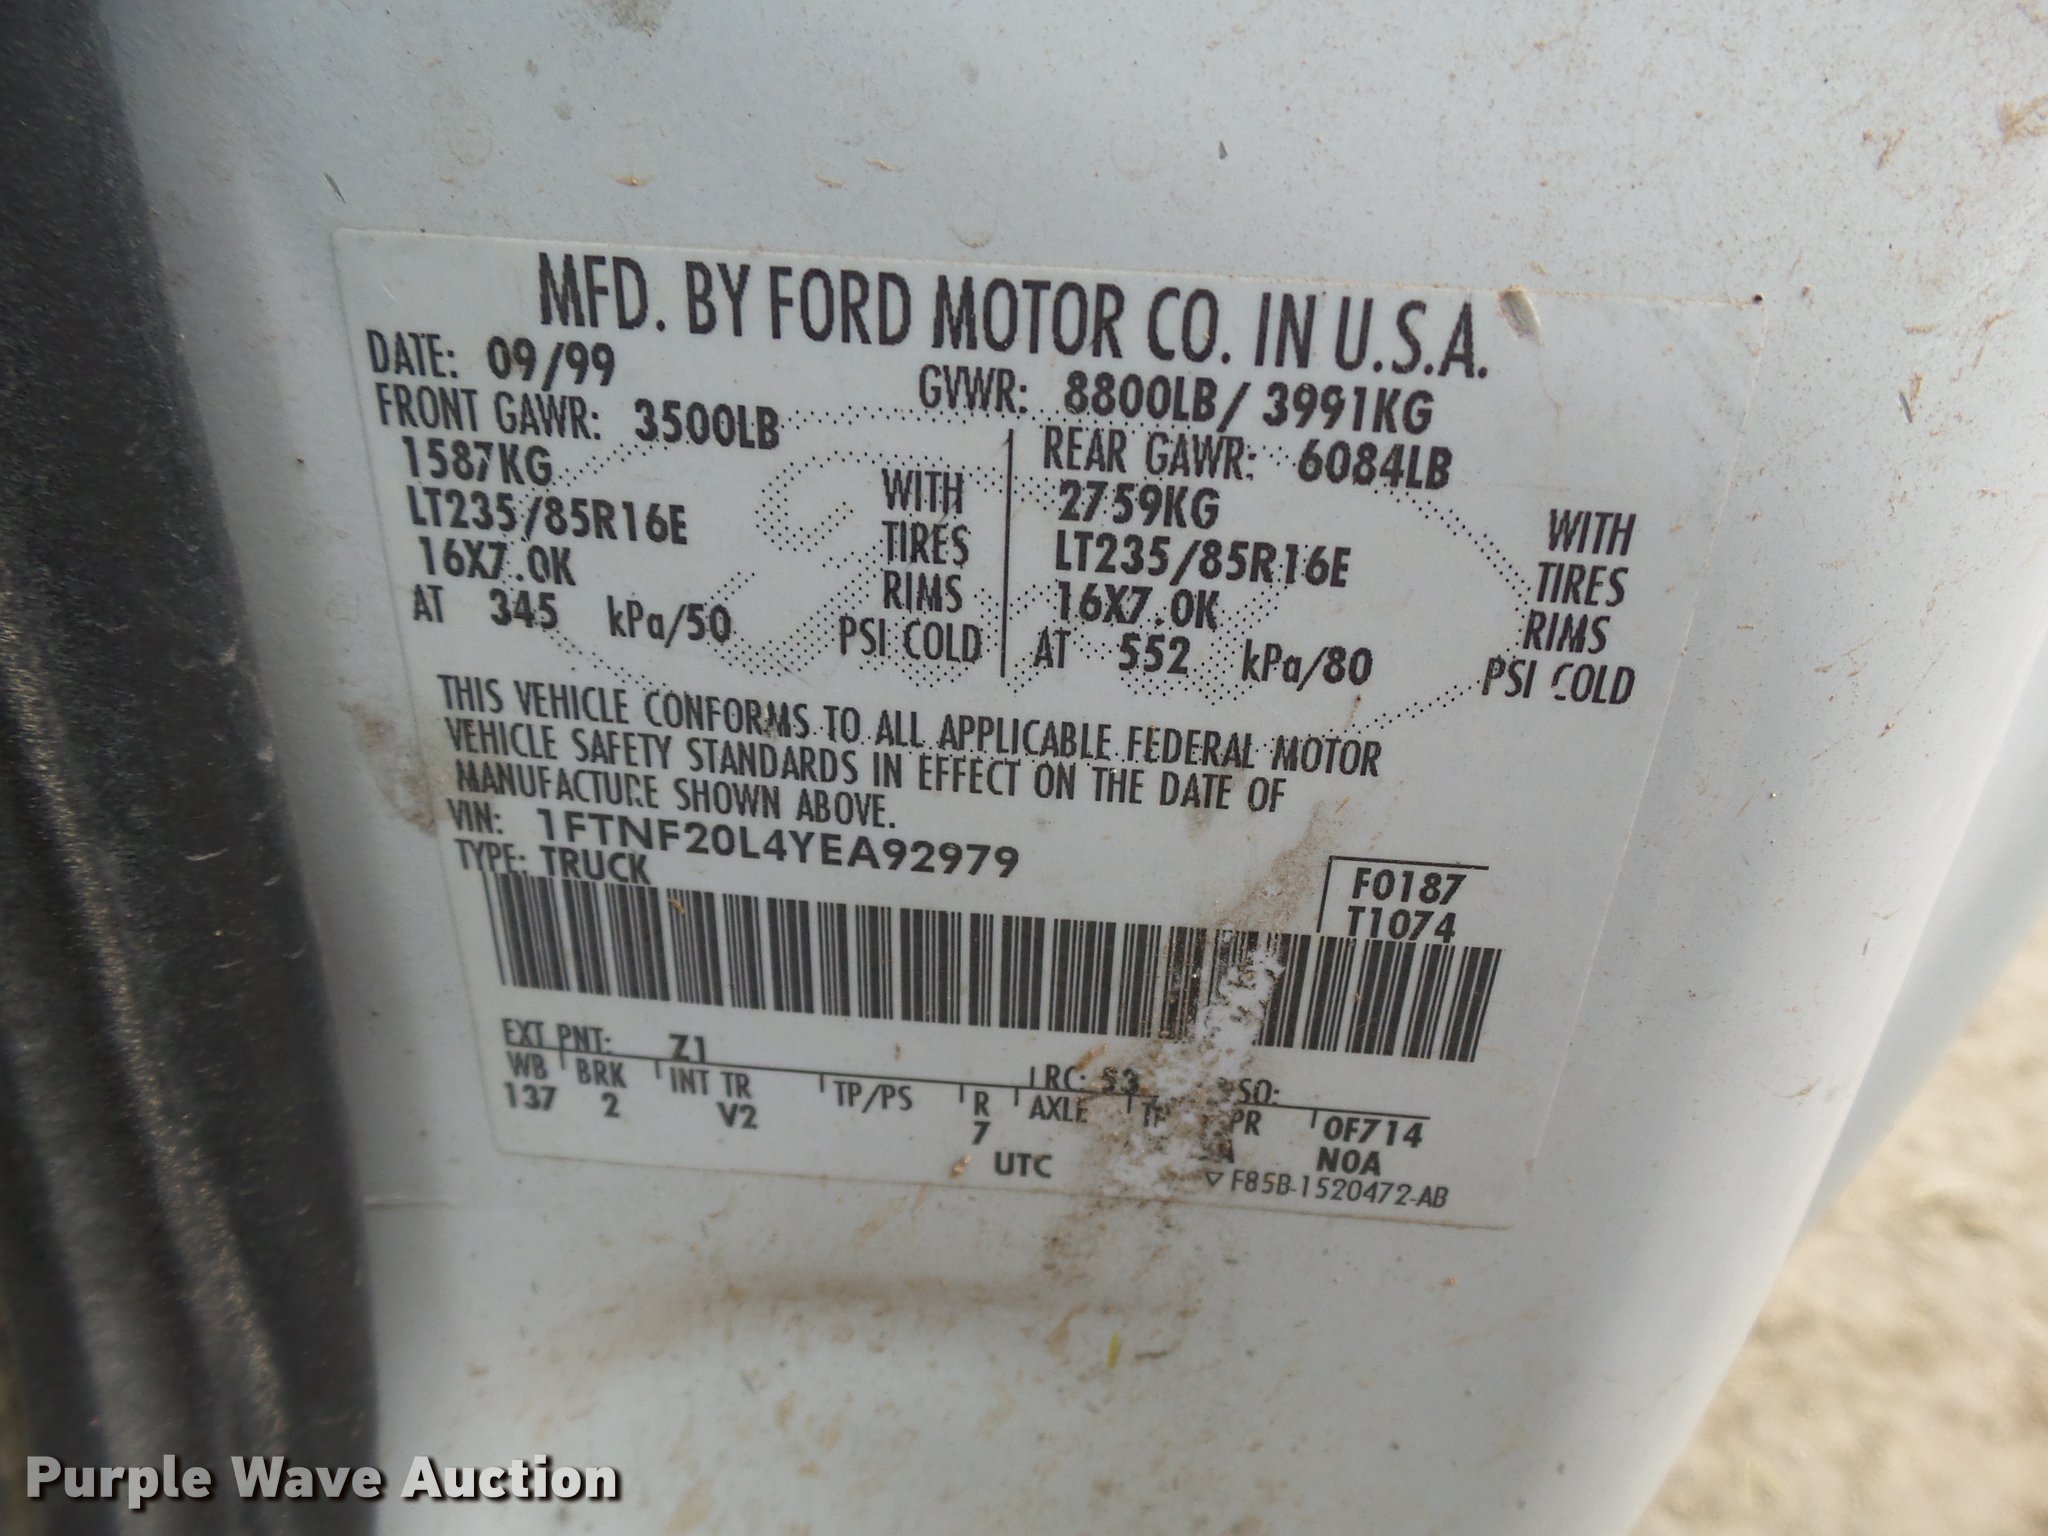 MFD. BY FORD MOTOR CO. IN U.S.A.
DATE: 09/99 GVWR: 8800LB/ 3991KG
FRONT GAWR: 3500LB REAR GAWR: 6084LB
1587KG WITH 2759KG WITH
LT235/85R16E TIRES LT235/85R16E TIRES
16X7.0K RIMS 16X7.0K RIMS
AT 345 kPa/50 PSI COLD AT 552 kPa/80 PSI COLD
THIS VEHICLE CONFORMS TO ALL APPLICABLE FEDERAL MOTOR
VEHICLE SAFETY STANDARDS IN EFFECT ON THE DATE OF
MANUFACTURE SHOWN ABOVE.
VIN: 1FTNF20L4YEA92979
TYPE: TRUCK
F0187
T1074
EXT PNT: Z1 RC: 53 DSO:
WB BRK INT TR TP/PS R AXLE PR 0F714
137 2 V2 7 N0A
UTC
▽ F85B-1520472-AB
Purple Wave Auction